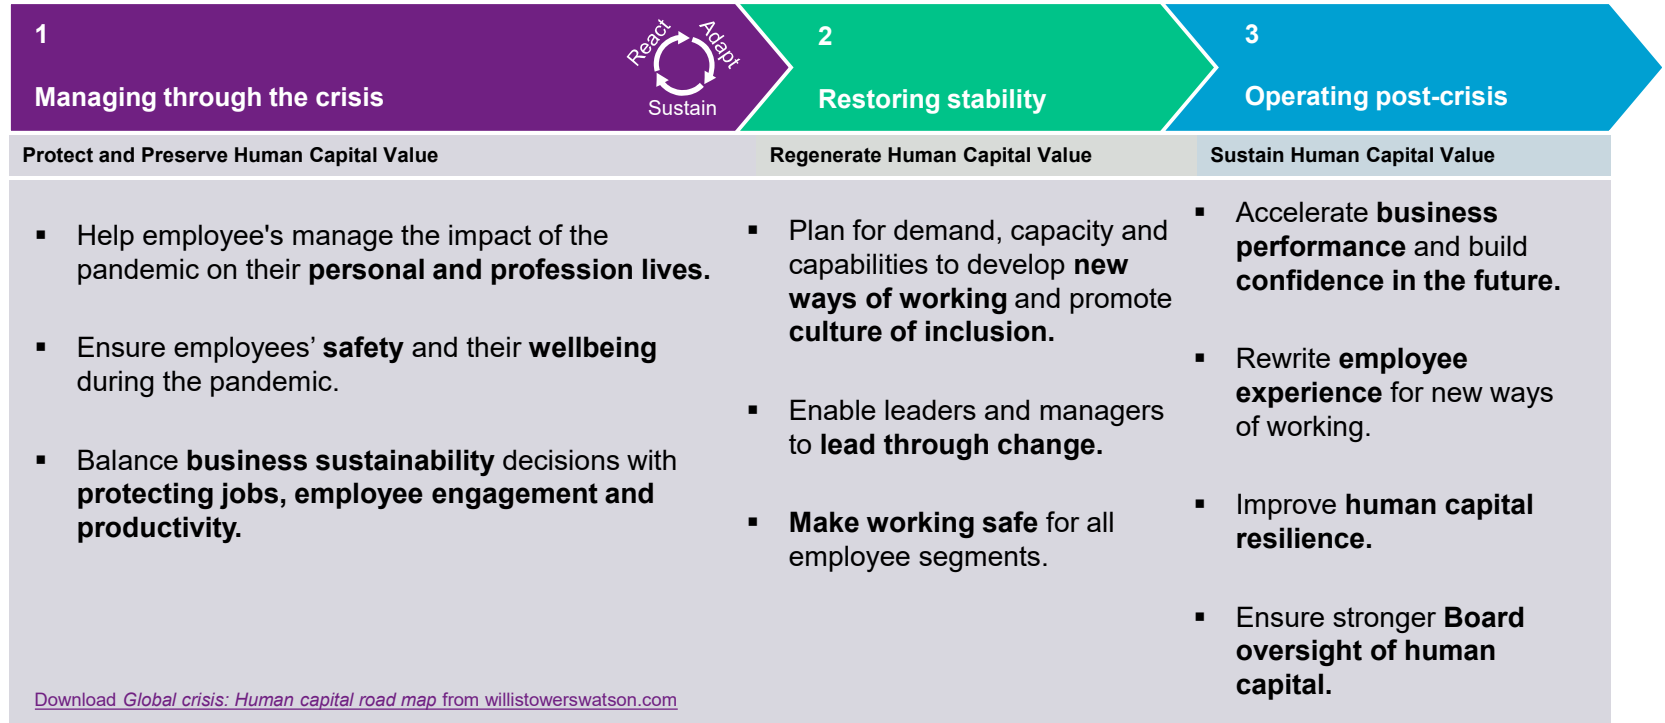 1
Managing through the crisis
React
Adapt
Sustain
2
Restoring stability
3
Operating post-crisis
Protect and Preserve Human Capital Value
Regenerate Human Capital Value
Sustain Human Capital Value
▪ Help employee's manage the impact of the
pandemic on their personal and profession lives.
▪ Ensure employees’ safety and their wellbeing
during the pandemic.
▪ Balance business sustainability decisions with
protecting jobs, employee engagement and
productivity.
Download Global crisis: Human capital road map from willistowerswatson.com
▪ Plan for demand, capacity and
capabilities to develop new
ways of working and promote
culture of inclusion.
▪ Enable leaders and managers
to lead through change.
▪ Make working safe for all
employee segments.
▪ Accelerate business
performance and build
confidence in the future.
▪ Rewrite employee
experience for new ways
of working.
▪ Improve human capital
resilience.
▪ Ensure stronger Board
oversight of human
capital.